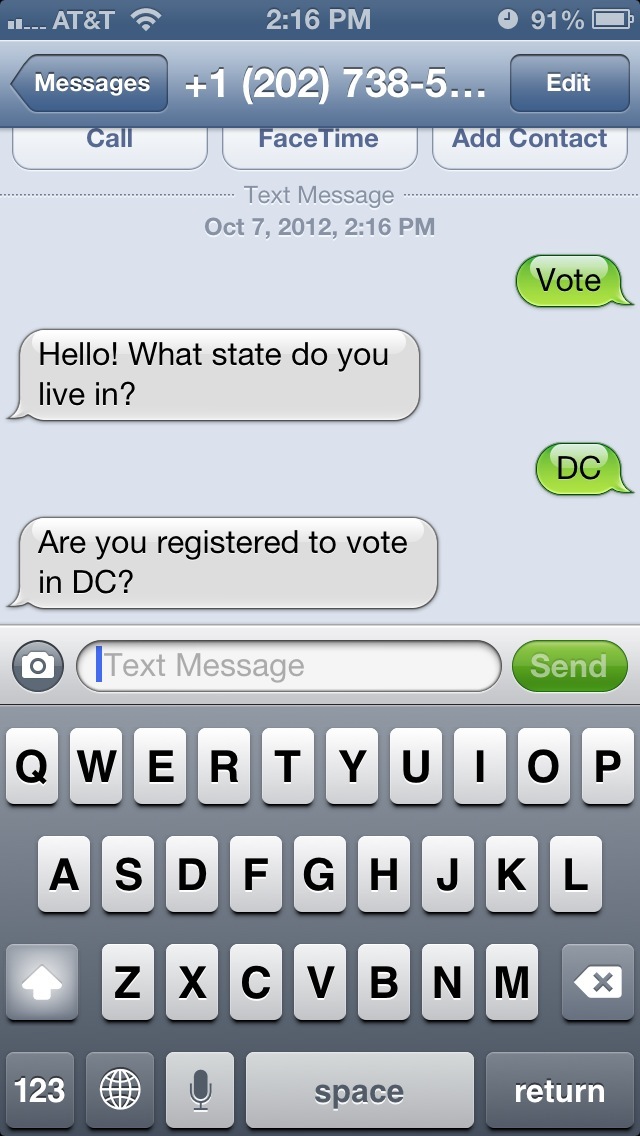 AT&T 2:16 PM 91%
Messages +1 (202) 738-5... Edit
Call FaceTime Add Contact
Text Message
Oct 7, 2012, 2:16 PM
Vote
Hello! What state do you
live in?
DC
Are you registered to vote
in DC?
Text Message Send
Q W E R T Y U I O P
A S D F G H J K L
Z X C V B N M
123 space return